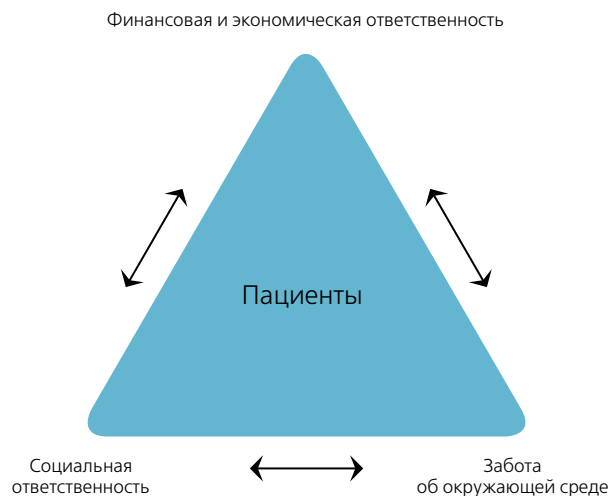 Финансовая и экономическая ответственность
Пациенты
Социальная
ответственность
Забота
об окружающей среде